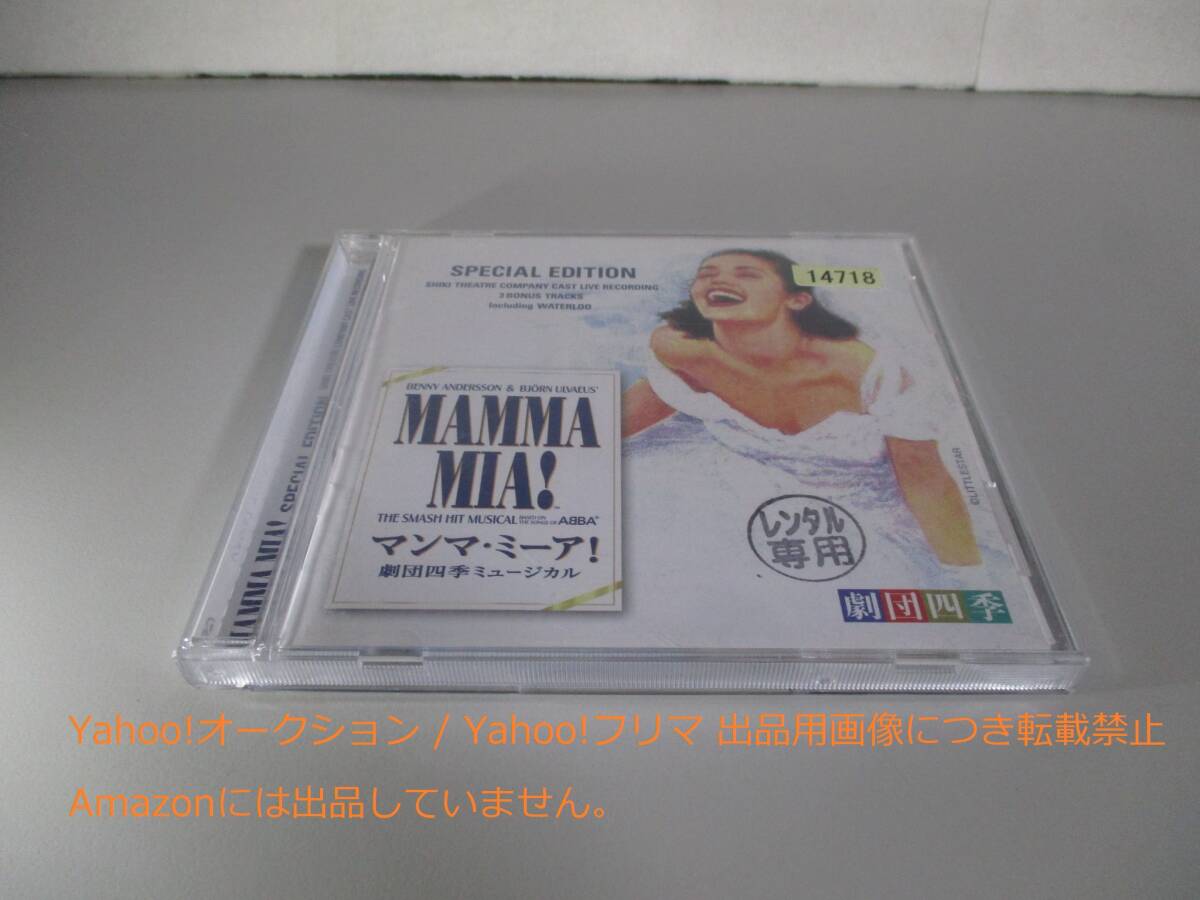 SPECIAL EDITION
SHIKI THEATRE COMPANY CAST LIVE RECORDING
3 BONUS TRACKS
Including WATERLOO
14718
BENNY ANDERSSON & BJÖRN ULVAEUS'
MAMMA
MIA!
THE SMASH HIT MUSICAL BASED ON THE SONGS OF ABBA®
マンマ・ミーア!
劇団四季ミュージカル
©LITTLESTAR
レンタル
専用
劇団四季
MAMMA MIA! SPECIAL EDITION
Yahoo!オークション / Yahoo!フリマ 出品用画像につき転載禁止
Amazonには出品していません。